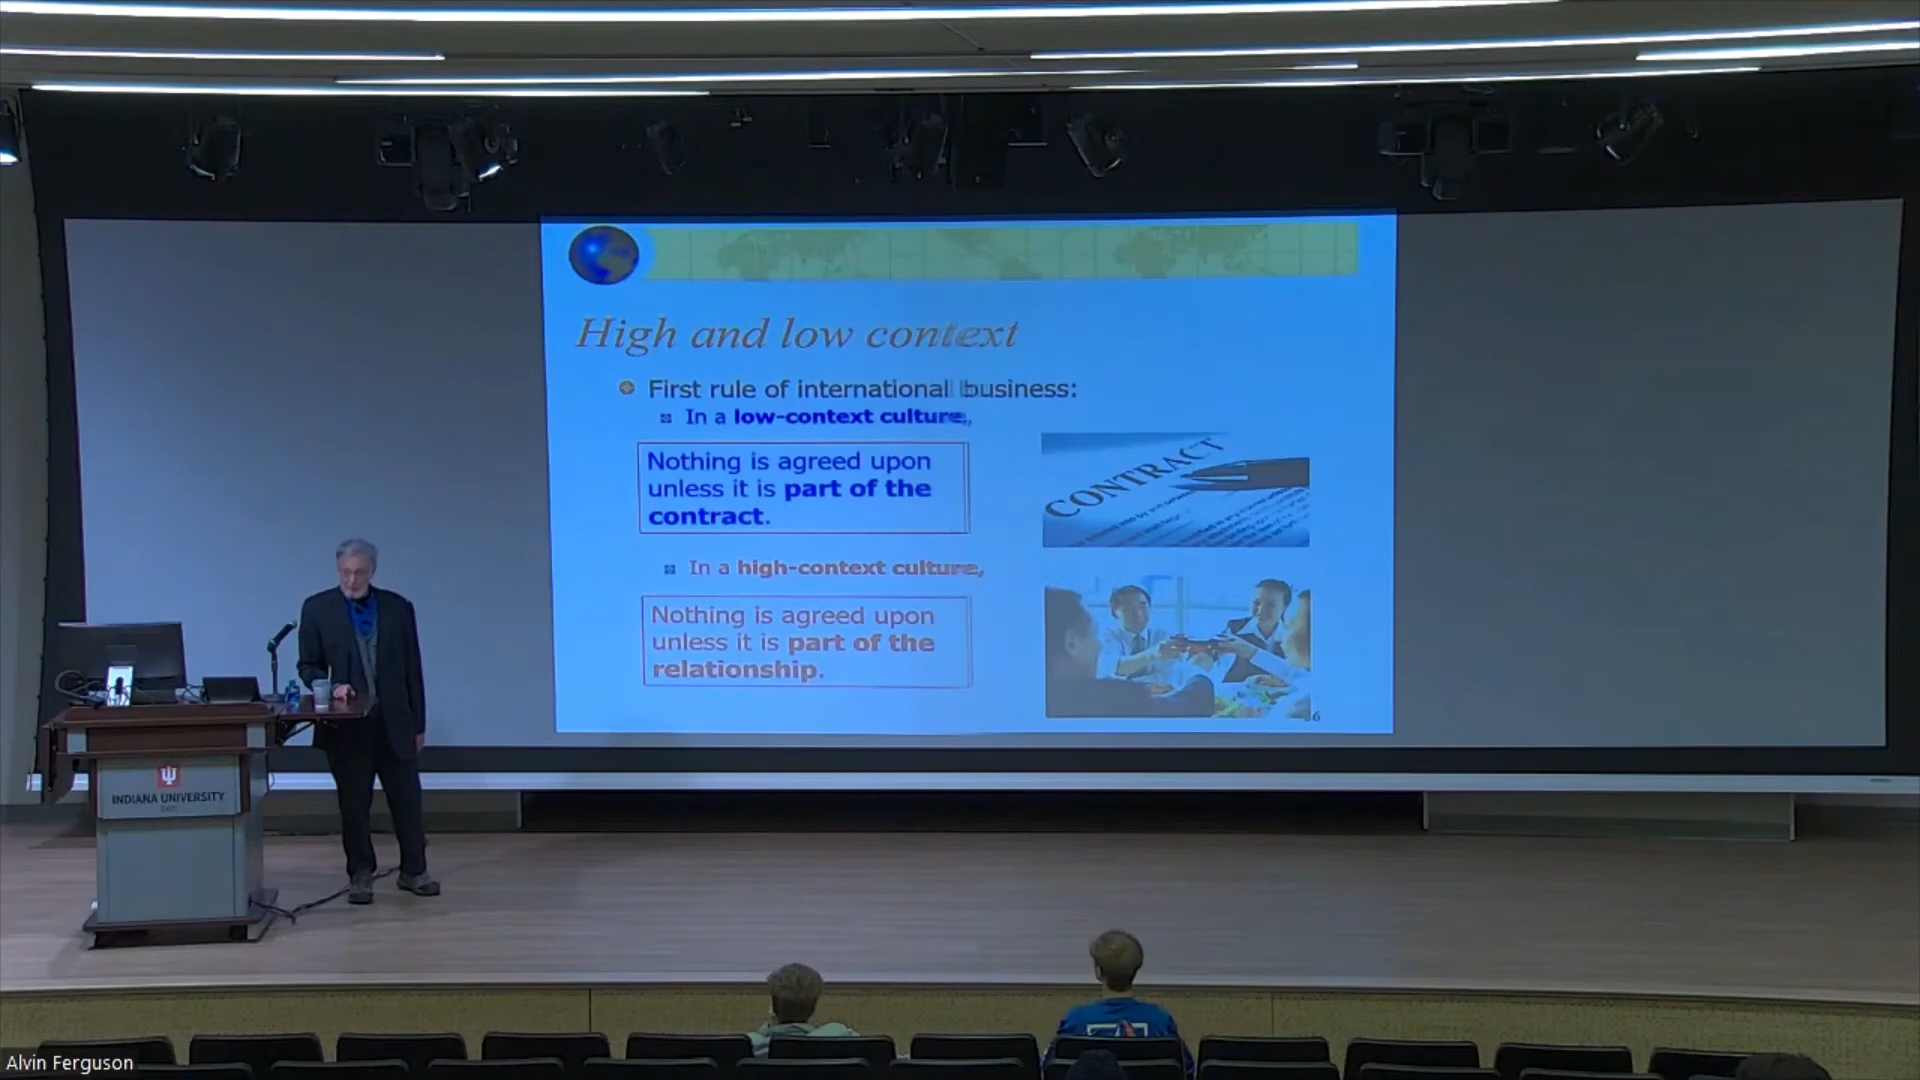 High and low context
First rule of international business:
In a low-context culture,
Nothing is agreed upon
unless it is part of the
contract.
CONTRACT
In a high-context culture,
Nothing is agreed upon
unless it is part of the
relationship.
INDIANA UNIVERSITY
EAST
Alvin Ferguson